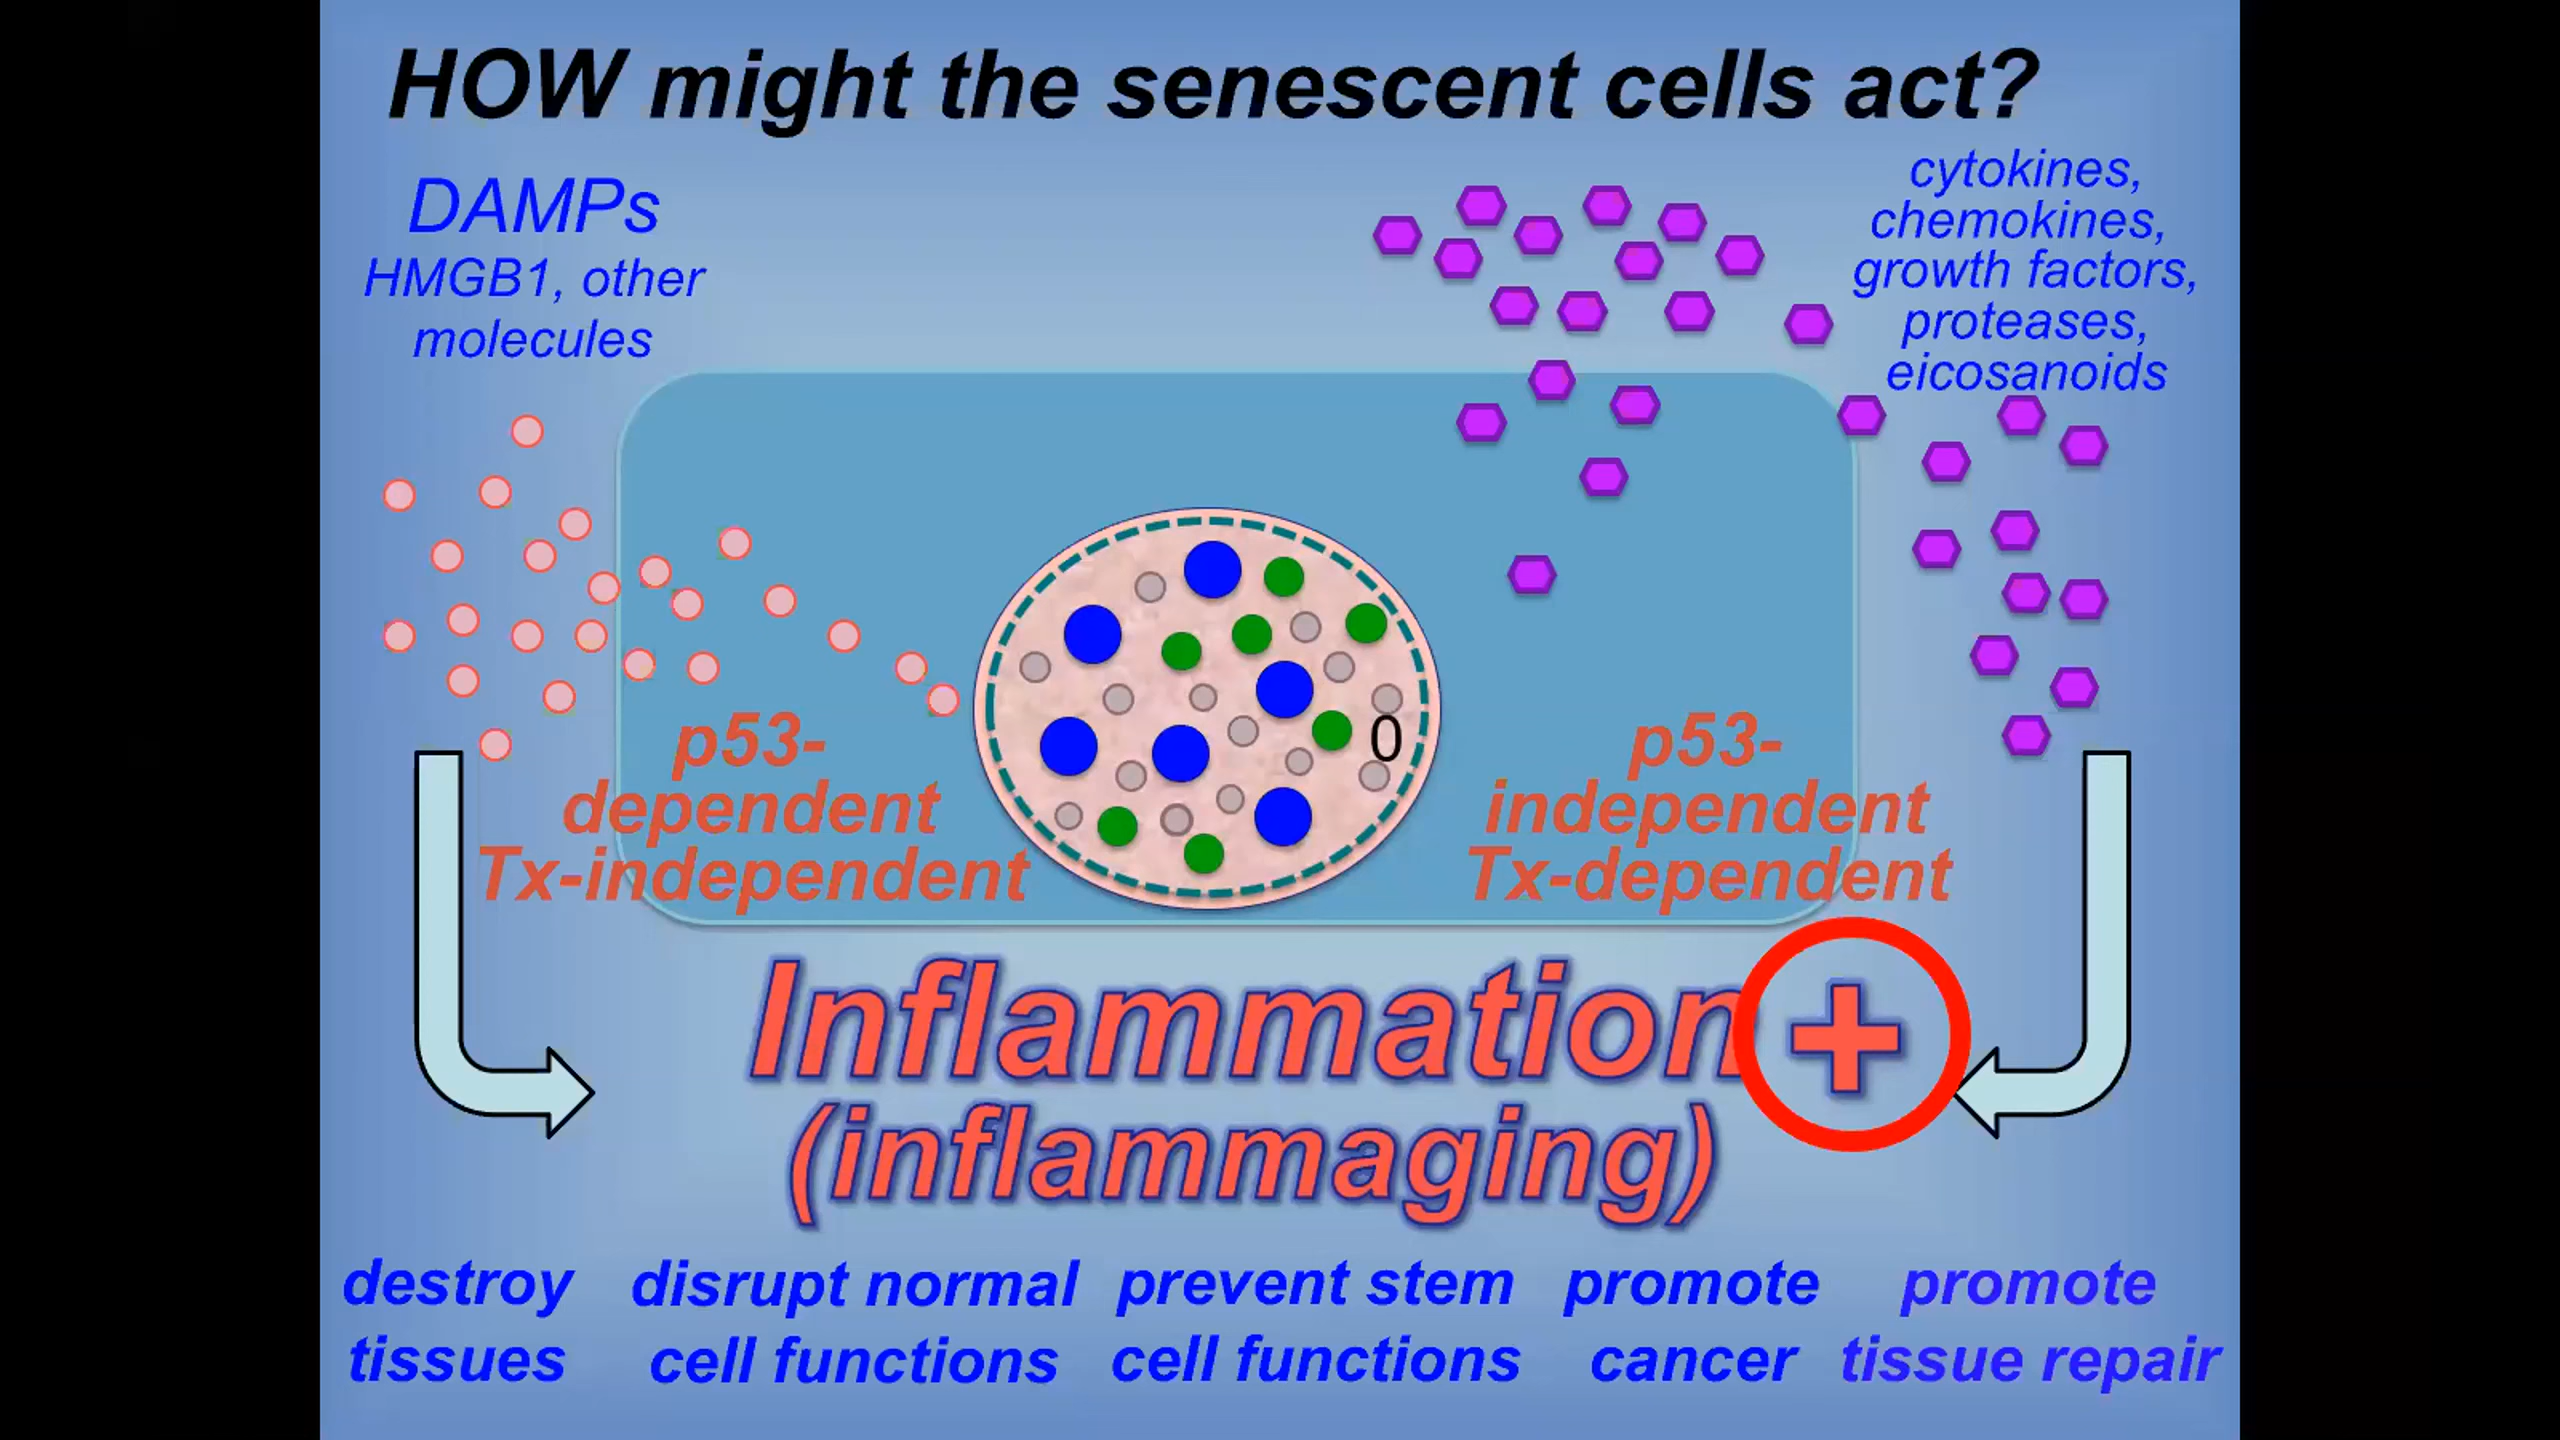 HOW might the senescent cells act?
DAMPs
HMGB1, other
molecules
cytokines,
chemokines,
growth factors,
proteases,
eicosanoids
p53-
dependent
Tx-independent
0
p53-
independent
Tx-dependent
Inflammation +
(inflammaging)
destroy
tissues
disrupt normal
cell functions
prevent stem
cell functions
promote
cancer
promote
tissue repair